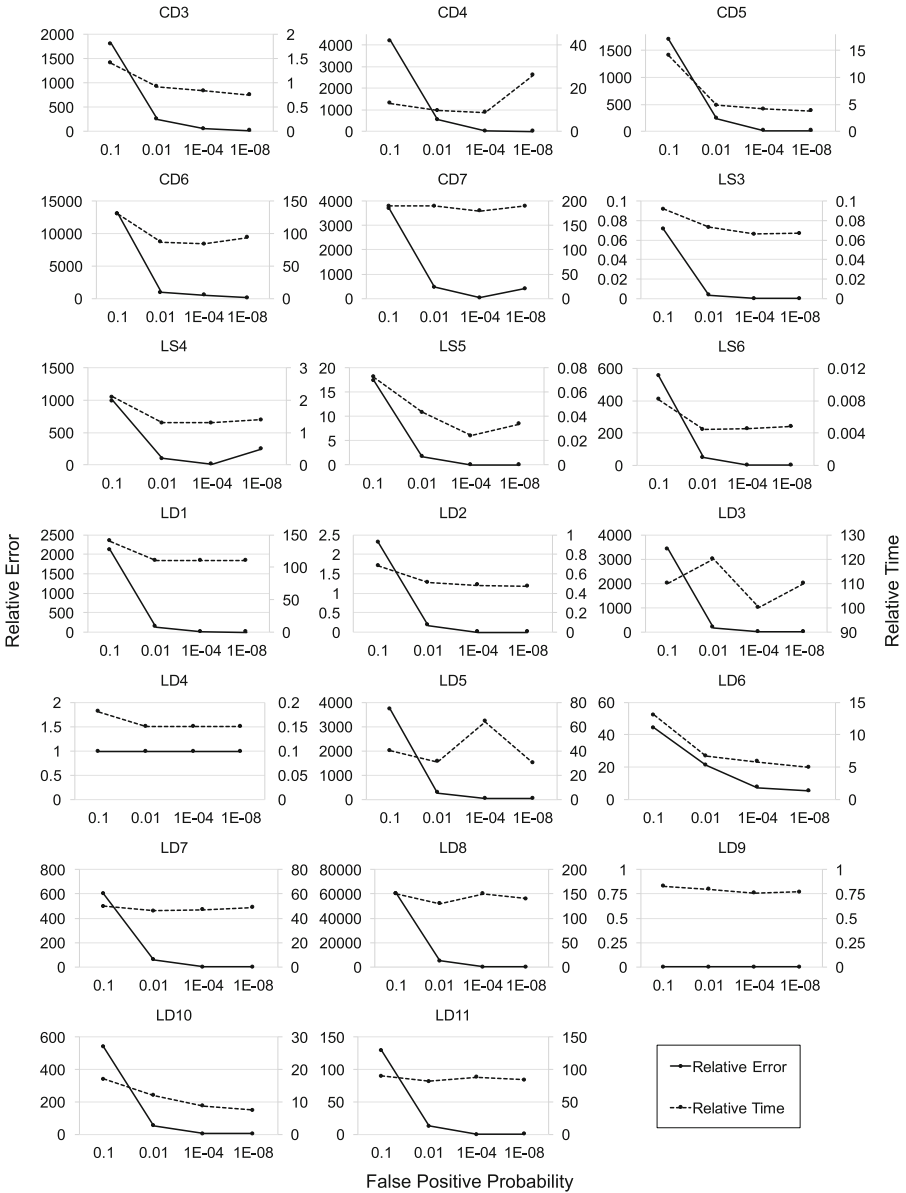 CD3 CD4 CD5
2000 2 4000 40 1500 15
1500 1.5 3000
1000 1 2000 20 1000 10
500 0.5 1000 500 5
0 0 0 0 0 0
0.1 0.01 1E-04 1E-08 0.1 0.01 1E-04 1E-08 0.1 0.01 1E-04 1E-08
CD6 CD7 LS3
15000 150 4000 200 0.1 0.1
3000 150 0.08 0.08
10000 100 0.06 0.06
2000 100
5000 50 0.04 0.04
1000 50 0.02 0.02
0 0 0 0 0 0
0.1 0.01 1E-04 1E-08 0.1 0.01 1E-04 1E-08 0.1 0.01 1E-04 1E-08
LS4 LS5 LS6
1500 3 20 0.08 600 0.012
15 0.06
1000 2 400 0.008
10 0.04
500 1 200 0.004
5 0.02
0 0 0 0 0 0
0.1 0.01 1E-04 1E-08 0.1 0.01 1E-04 1E-08 0.1 0.01 1E-04 1E-08
LD1 LD2 LD3
2500 150 2.5 1 4000 130
2000 2 0.8 120
1500 100 1.5 0.6 3000
2000 110
1000 50 1 0.4
500 0.5 0.2 1000 100
0 0 0 0 0 90
0.1 0.01 1E-04 1E-08 0.1 0.01 1E-04 1E-08 0.1 0.01 1E-04 1E-08
Relative Error
Relative Time
LD4 LD5 LD6
2 0.2 4000 80 60 15
1.5 0.15 3000 60
40 10
1 0.1 2000 40
20 5
0.5 0.05 1000 20
0 0 0 0 0 0
0.1 0.01 1E-04 1E-08 0.1 0.01 1E-04 1E-08 0.1 0.01 1E-04 1E-08
LD7 LD8 LD9
800 80 80000 200 1 1
600 60 60000 150 0.75 0.75
400 40 40000 100 0.5 0.5
200 20 20000 50 0.25 0.25
0 0 0 0 0 0
0.1 0.01 1E-04 1E-08 0.1 0.01 1E-04 1E-08 0.1 0.01 1E-04 1E-08
LD10 LD11
600 30 150 150
400 20 100 100
200 10 50 50
0 0 0 0
0.1 0.01 1E-04 1E-08 0.1 0.01 1E-04 1E-08
Relative Error
Relative Time
False Positive Probability